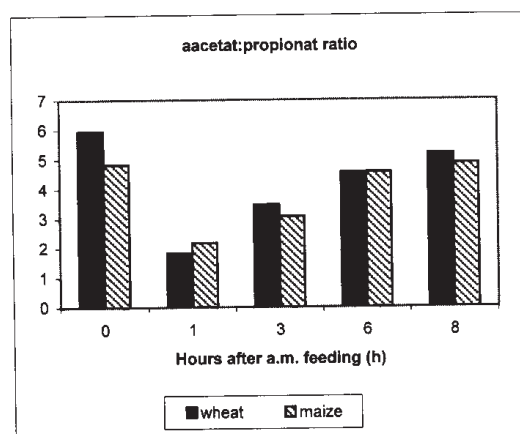 aacetat:propionat ratio
7
6
5
4
3
2
1
0
0 1 3 6 8
Hours after a.m. feeding (h)
wheat maize